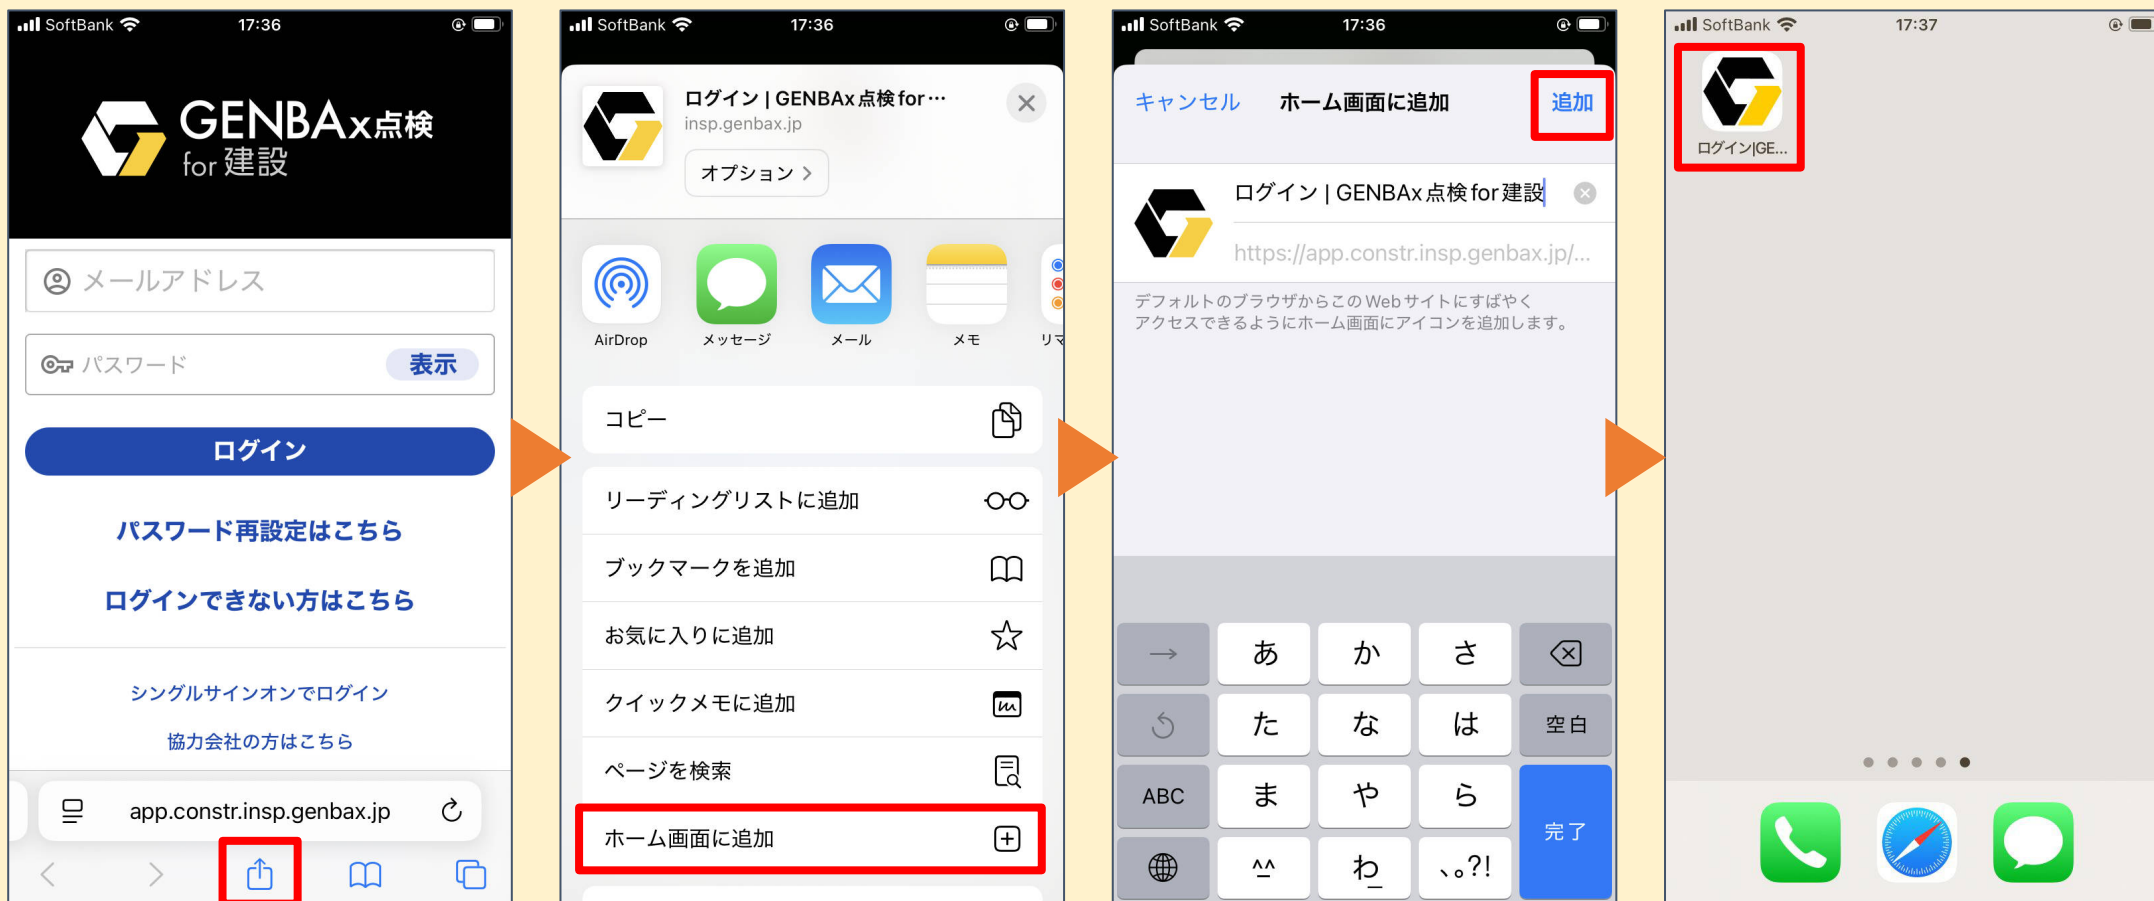 SoftBank 17:36
GENBAx点検
for 建設
メールアドレス
パスワード 表示
ログイン
パスワード再設定はこちら
ログインできない方はこちら
シングルサインオンでログイン
協力会社の方はこちら
app.constr.insp.genbax.jp
SoftBank 17:36
ログイン | GENBAx点検 for…
insp.genbax.jp
オプション
AirDrop メッセージ メール メモ リマ
コピー
リーディングリストに追加
ブックマークを追加
お気に入りに追加
クイックメモに追加
ページを検索
ホーム画面に追加
SoftBank 17:36
キャンセル ホーム画面に追加 追加
ログイン | GENBAx点検 for 建設
https://app.constr.insp.genbax.jp/...
デフォルトのブラウザからこのWebサイトにすばやく
アクセスできるようにホーム画面にアイコンを追加します。
→ あ か さ
た な は 空白
ABC ま や ら
完了
^^ わ 、。?!
SoftBank 17:37
ログイン|GE...